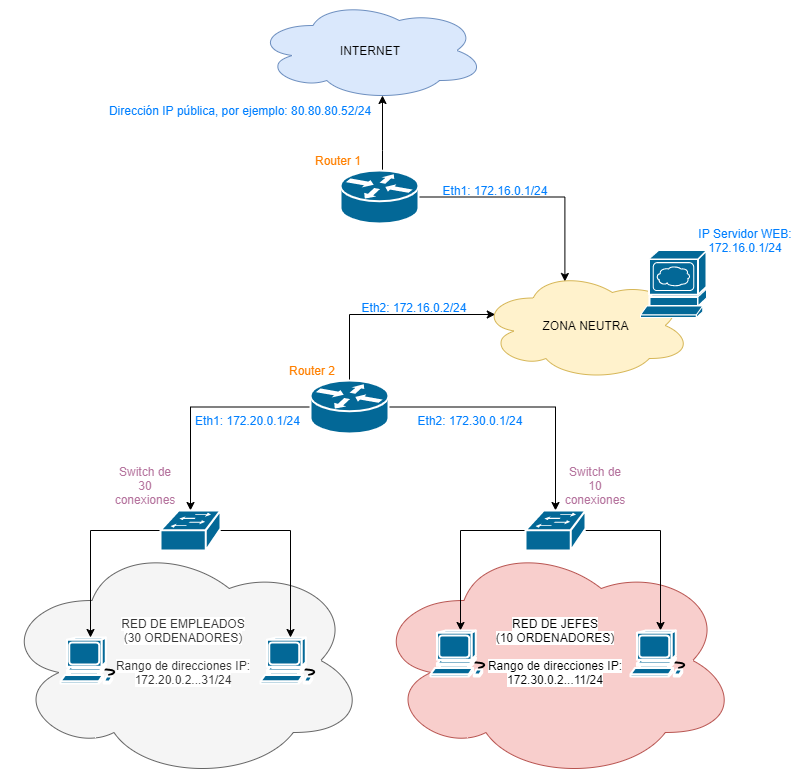 INTERNET
Dirección IP pública, por ejemplo: 80.80.80.52/24
Router 1
Eth1: 172.16.0.1/24
IP Servidor WEB:
172.16.0.1/24
Eth2: 172.16.0.2/24
ZONA NEUTRA
Router 2
Eth1: 172.20.0.1/24
Eth2: 172.30.0.1/24
Switch de
30
conexiones
Switch de
10
conexiones
RED DE EMPLEADOS
(30 ORDENADORES)
Rango de direcciones IP:
172.20.0.2...31/24
?
?
RED DE JEFES
(10 ORDENADORES)
Rango de direcciones IP:
172.30.0.2...11/24
?
?